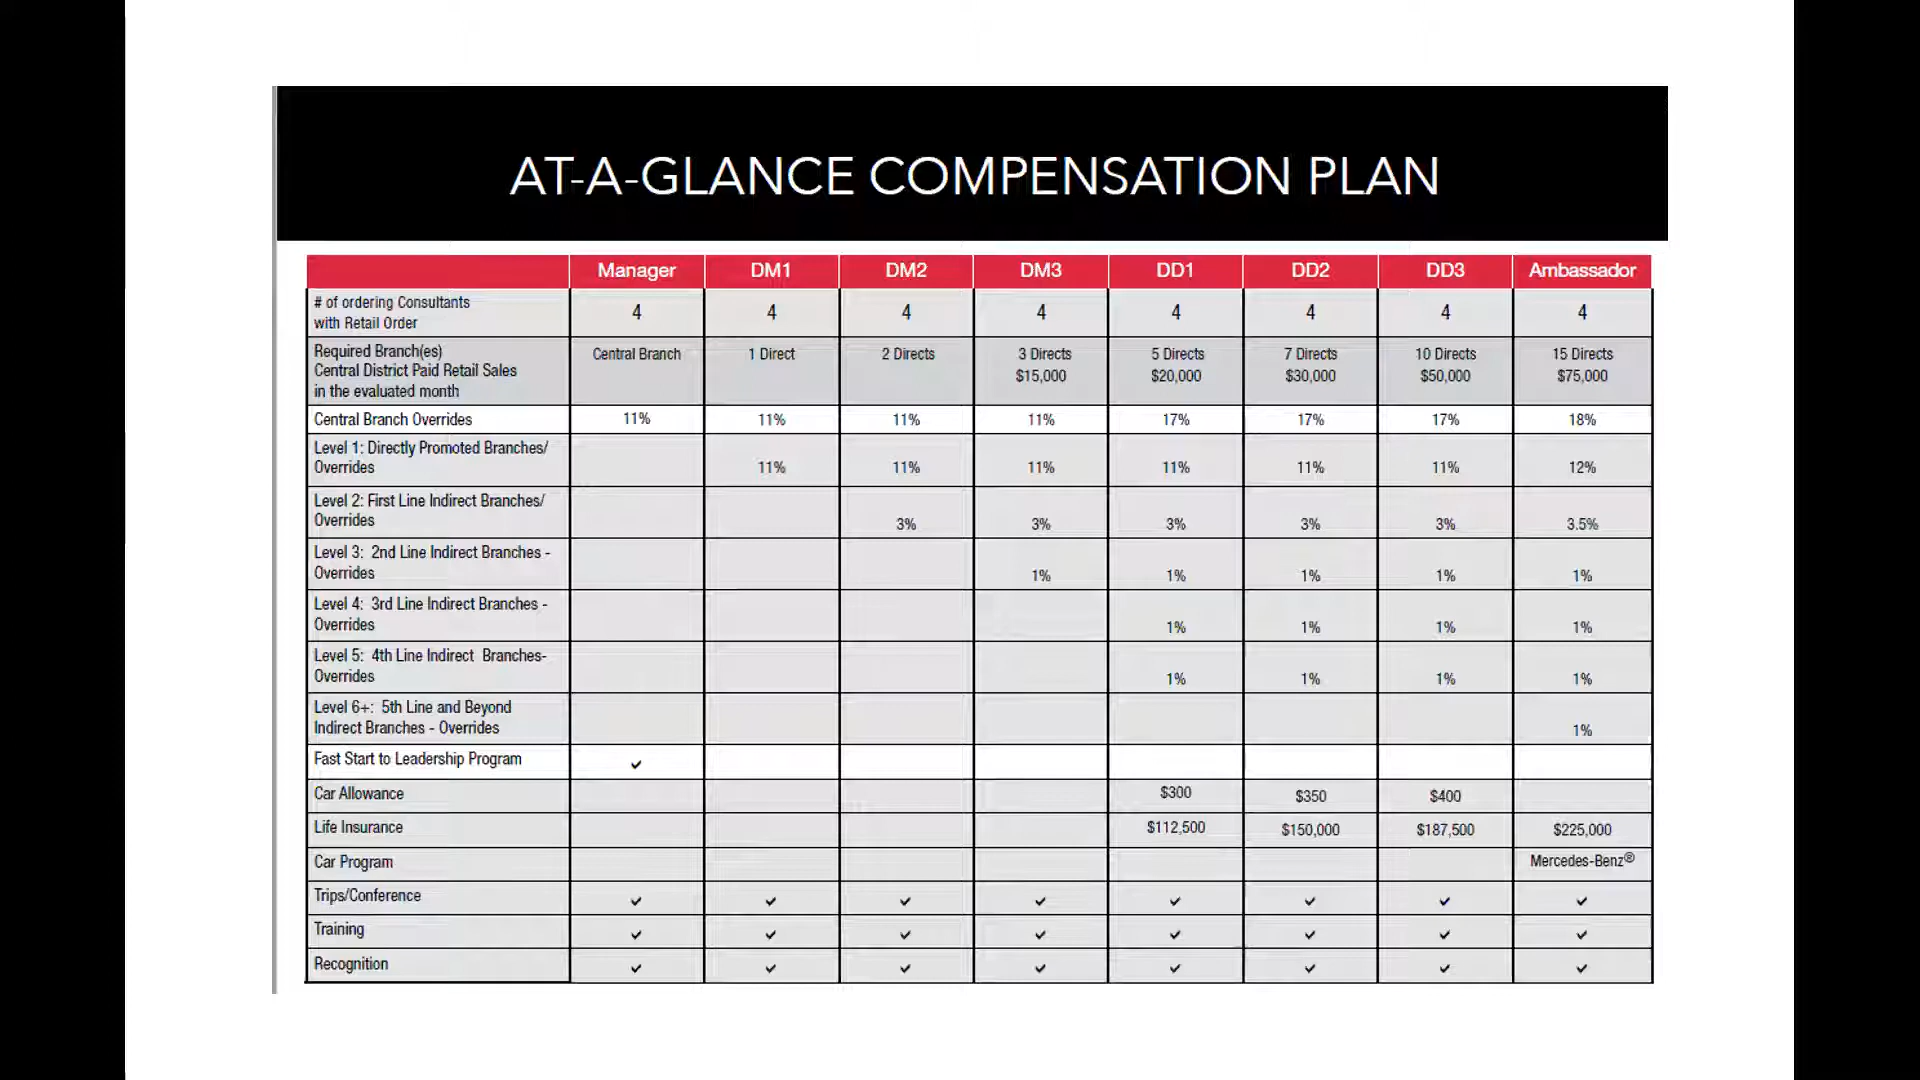 AT-A-GLANCE COMPENSATION PLAN
Manager DM1 DM2 DM3 DD1 DD2 DD3 Ambassador
# of ordering Consultants
with Retail Order
4 4 4 4 4 4 4 4
Required Branch(es)
Central District Paid Retail Sales
in the evaluated month
Central Branch 1 Direct 2 Directs 3 Directs 5 Directs 7 Directs 10 Directs 15 Directs
$15,000 $20,000 $30,000 $50,000 $75,000
Central Branch Overrides 11% 11% 11% 11% 17% 17% 17% 18%
Level 1: Directly Promoted Branches/
Overrides
11% 11% 11% 11% 11% 11% 12%
Level 2: First Line Indirect Branches/
Overrides
3% 3% 3% 3% 3% 3.5%
Level 3: 2nd Line Indirect Branches -
Overrides
1% 1% 1% 1% 1%
Level 4: 3rd Line Indirect Branches -
Overrides
1% 1% 1% 1%
Level 5: 4th Line Indirect Branches-
Overrides
1% 1% 1% 1%
Level 6+: 5th Line and Beyond
Indirect Branches - Overrides
1%
Fast Start to Leadership Program ✓
Car Allowance $300 $350 $400
Life Insurance $112,500 $150,000 $187,500 $225,000
Car Program Mercedes-Benz®
Trips/Conference ✓ ✓ ✓ ✓ ✓ ✓ ✓ ✓
Training ✓ ✓ ✓ ✓ ✓ ✓ ✓ ✓
Recognition ✓ ✓ ✓ ✓ ✓ ✓ ✓ ✓